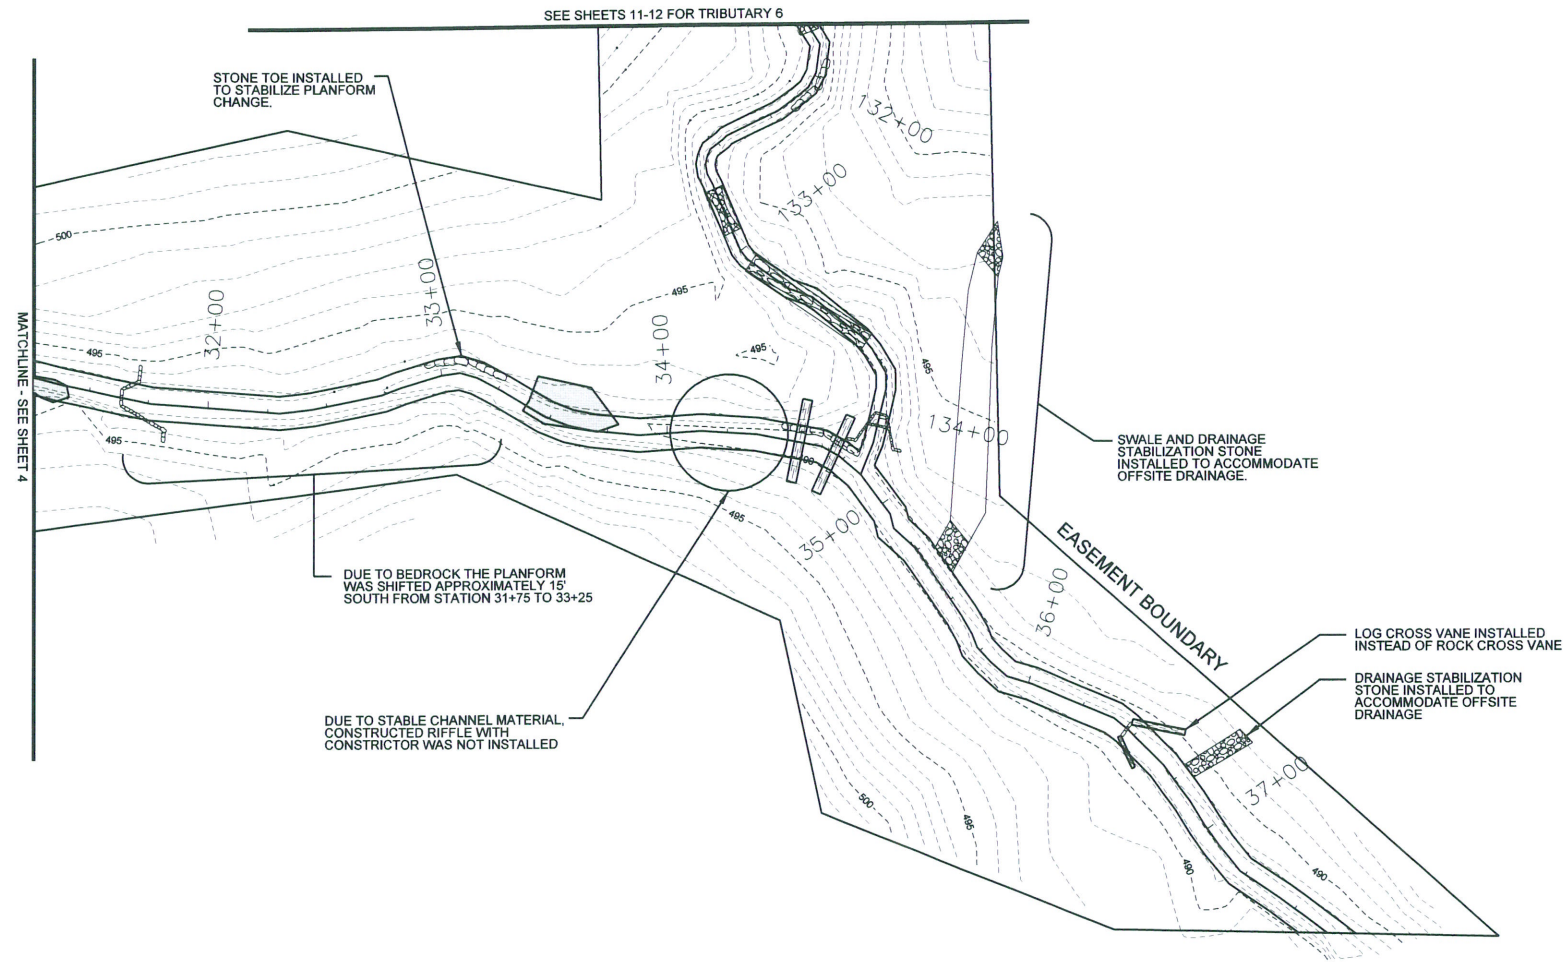 SEE SHEETS 11-12 FOR TRIBUTARY 6
STONE TOE INSTALLED
TO STABILIZE PLANFORM
CHANGE.
132+00
133+00
500
495
32+00
33+00
34+00
495
495
495
MATCHLINE - SEE SHEET 4
134+00
495
490
SWALE AND DRAINAGE
STABILIZATION STONE
INSTALLED TO ACCOMMODATE
OFFSITE DRAINAGE.
495
35+00
EASEMENT BOUNDARY
DUE TO BEDROCK THE PLANFORM
WAS SHIFTED APPROXIMATELY 15'
SOUTH FROM STATION 31+75 TO 33+25
36+00
LOG CROSS VANE INSTALLED
INSTEAD OF ROCK CROSS VANE
DRAINAGE STABILIZATION
STONE INSTALLED TO
ACCOMMODATE OFFSITE
DRAINAGE
DUE TO STABLE CHANNEL MATERIAL,
CONSTRUCTED RIFFLE WITH
CONSTRICTOR WAS NOT INSTALLED
37+00
500
495
490
490